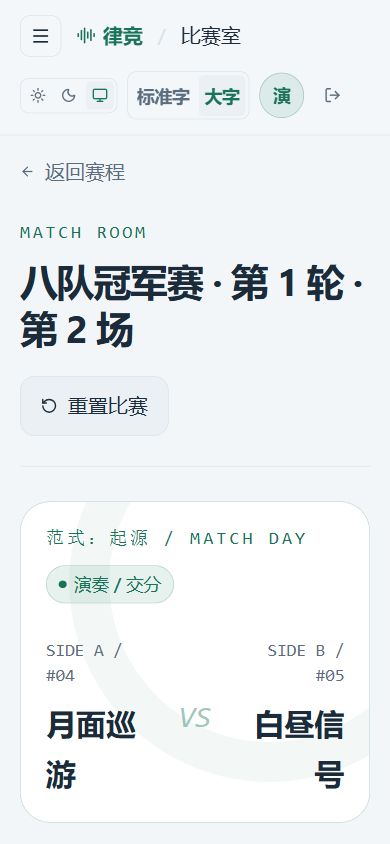 律竞 / 比赛室
标准字 大字 演
返回赛程
MATCH ROOM
八队冠军赛 · 第 1 轮 ·
第 2 场
重置比赛
范式：起源 / MATCH DAY
演奏 / 交分
SIDE A /
#04
SIDE B /
#05
月面巡
游
VS
白昼信
号